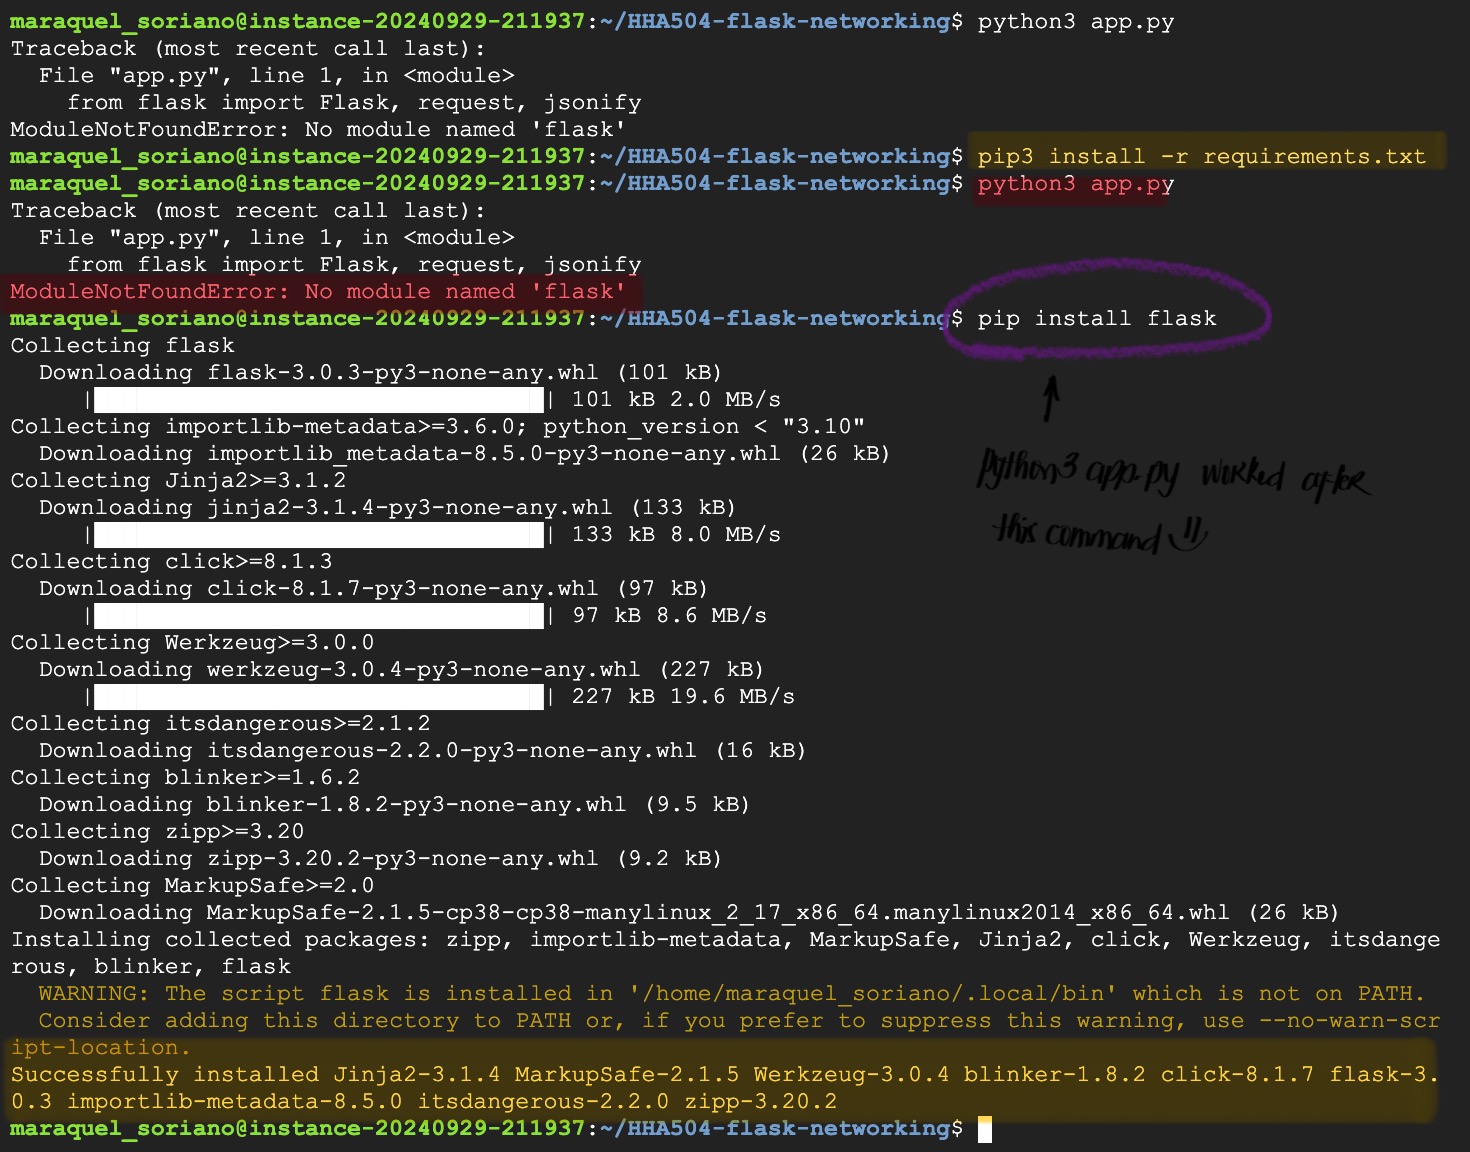 maraquel_soriano@instance-20240929-211937:~/HHA504-flask-networking$ python3 app.py
Traceback (most recent call last):
  File "app.py", line 1, in <module>
    from flask import Flask, request, jsonify
ModuleNotFoundError: No module named 'flask'
maraquel_soriano@instance-20240929-211937:~/HHA504-flask-networking$ pip3 install -r requirements.txt
maraquel_soriano@instance-20240929-211937:~/HHA504-flask-networking$ python3 app.py
Traceback (most recent call last):
  File "app.py", line 1, in <module>
    from flask import Flask, request, jsonify
ModuleNotFoundError: No module named 'flask'
maraquel_soriano@instance-20240929-211937:~/HHA504-flask-networking$ pip install flask
Collecting flask
  Downloading flask-3.0.3-py3-none-any.whl (101 kB)
     || 101 kB 2.0 MB/s
Collecting importlib-metadata>=3.6.0; python_version < "3.10"
  Downloading importlib_metadata-8.5.0-py3-none-any.whl (26 kB)
Collecting Jinja2>=3.1.2
  Downloading jinja2-3.1.4-py3-none-any.whl (133 kB)
     || 133 kB 8.0 MB/s
Collecting click>=8.1.3
  Downloading click-8.1.7-py3-none-any.whl (97 kB)
     || 97 kB 8.6 MB/s
Collecting Werkzeug>=3.0.0
  Downloading werkzeug-3.0.4-py3-none-any.whl (227 kB)
     || 227 kB 19.6 MB/s
Collecting itsdangerous>=2.1.2
  Downloading itsdangerous-2.2.0-py3-none-any.whl (16 kB)
Collecting blinker>=1.6.2
  Downloading blinker-1.8.2-py3-none-any.whl (9.5 kB)
Collecting zipp>=3.20
  Downloading zipp-3.20.2-py3-none-any.whl (9.2 kB)
Collecting MarkupSafe>=2.0
  Downloading MarkupSafe-2.1.5-cp38-cp38-manylinux_2_17_x86_64.manylinux2014_x86_64.whl (26 kB)
Installing collected packages: zipp, importlib-metadata, MarkupSafe, Jinja2, click, Werkzeug, itsdange
rous, blinker, flask
  WARNING: The script flask is installed in '/home/maraquel_soriano/.local/bin' which is not on PATH.
  Consider adding this directory to PATH or, if you prefer to suppress this warning, use --no-warn-scr
ipt-location.
Successfully installed Jinja2-3.1.4 MarkupSafe-2.1.5 Werkzeug-3.0.4 blinker-1.8.2 click-8.1.7 flask-3.
0.3 importlib-metadata-8.5.0 itsdangerous-2.2.0 zipp-3.20.2
maraquel_soriano@instance-20240929-211937:~/HHA504-flask-networking$
python3 app.py worked after
this command